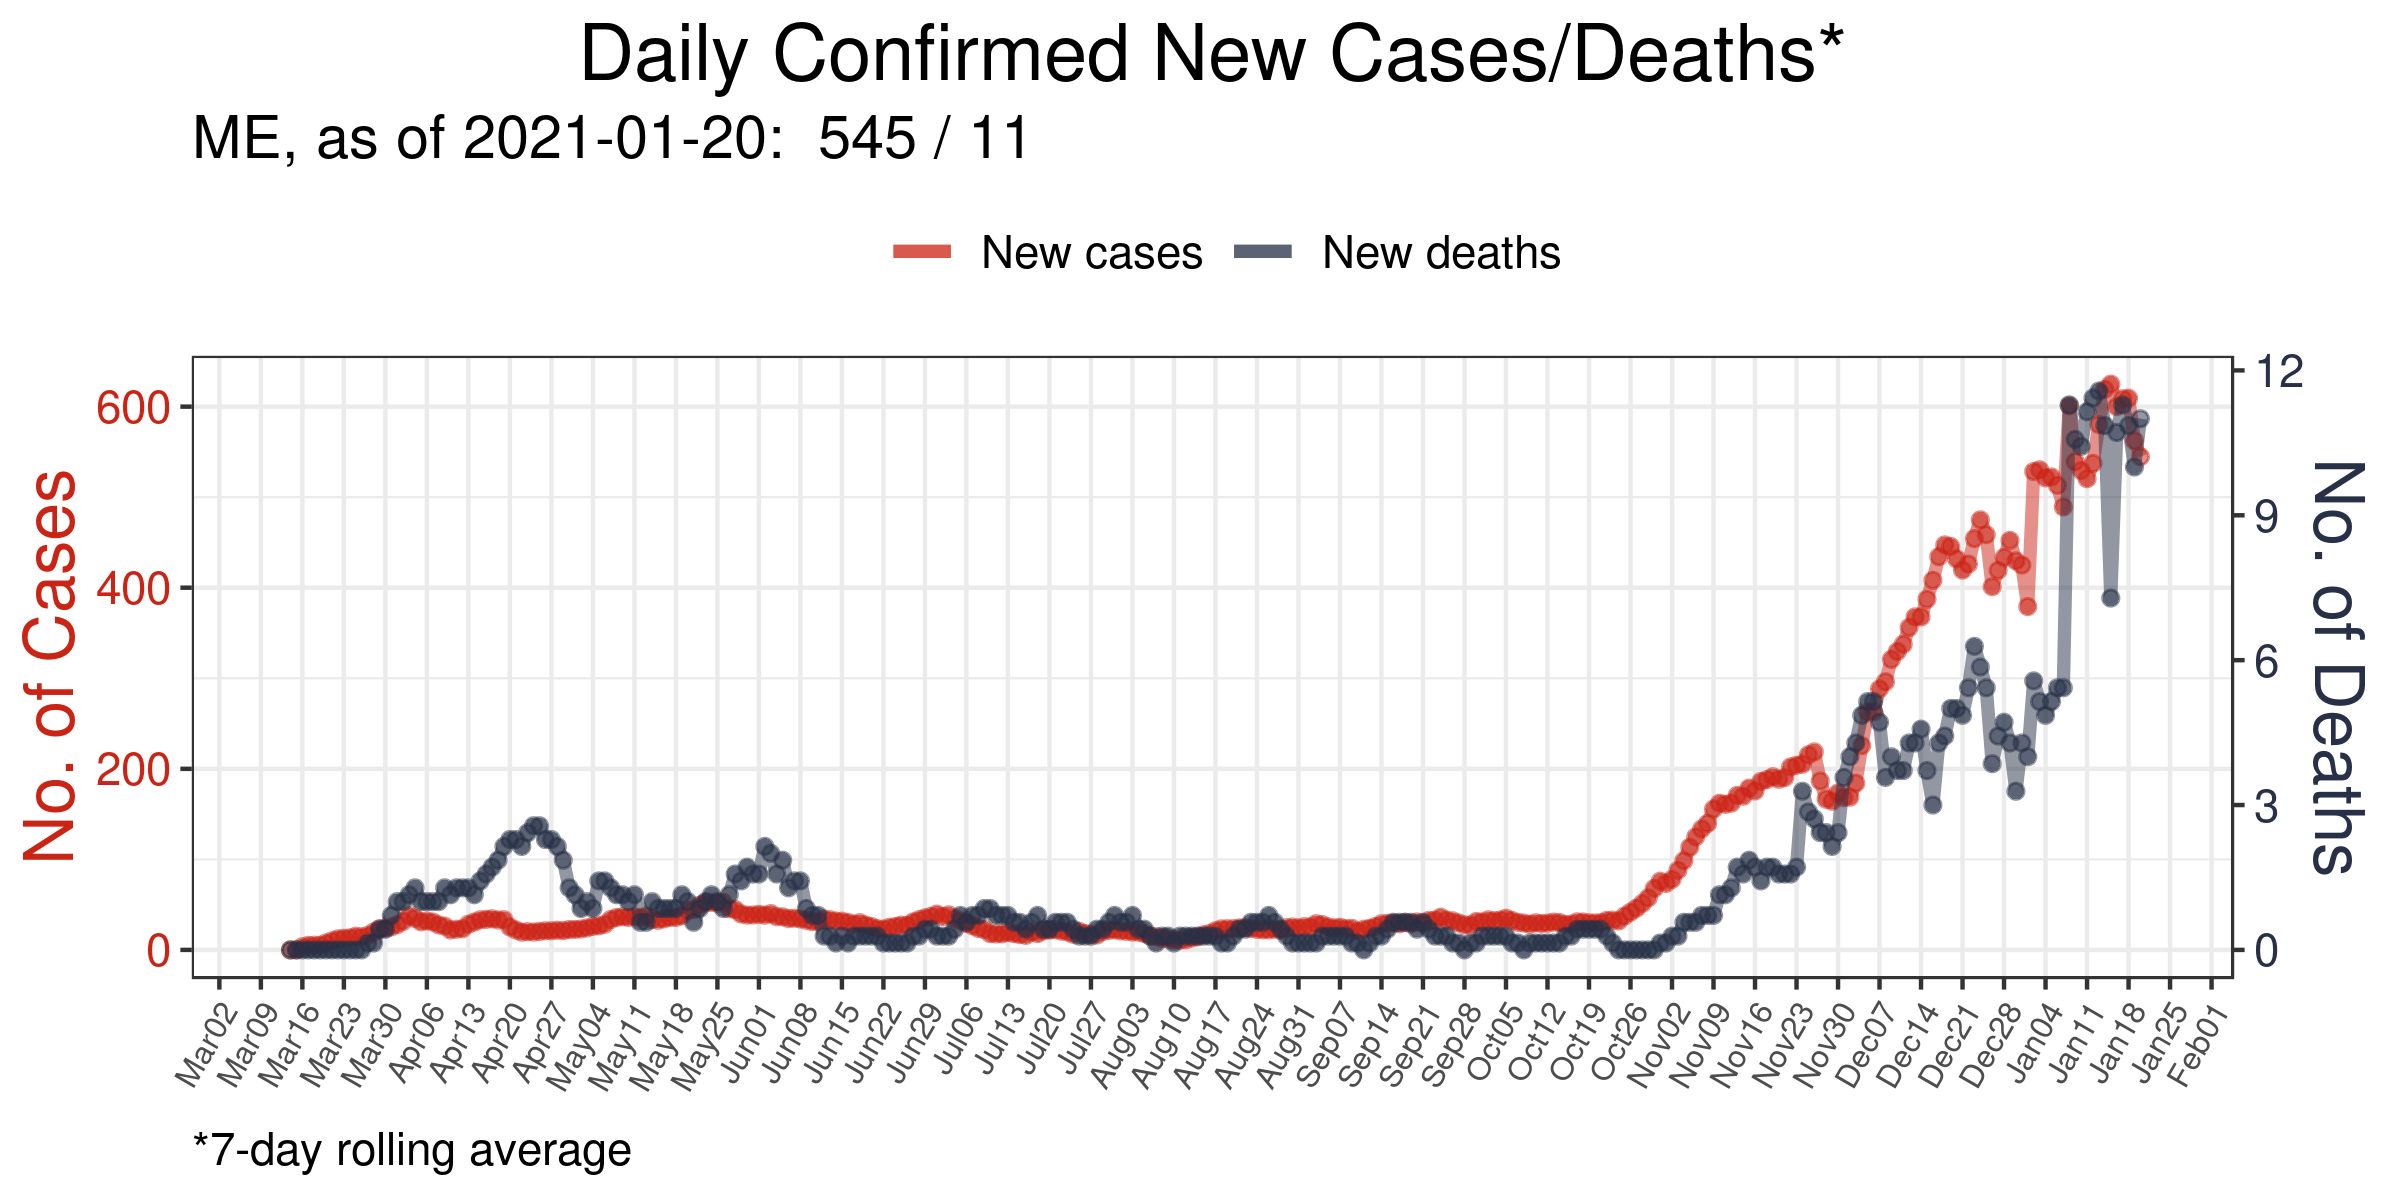 Daily Confirmed New Cases/Deaths*
ME, as of 2021-01-20:  545 / 11
New cases New deaths
No. of Cases
600
400
200
0
No. of Deaths
12
9
6
3
0
Mar02 Mar09 Mar16 Mar23 Mar30 Apr06 Apr13 Apr20 Apr27 May04 May11 May18 May25 Jun01 Jun08 Jun15 Jun22 Jun29 Jul06 Jul13 Jul20 Jul27 Aug03 Aug10 Aug17 Aug24 Aug31 Sep07 Sep14 Sep21 Sep28 Oct05 Oct12 Oct19 Oct26 Nov02 Nov09 Nov16 Nov23 Nov30 Dec07 Dec14 Dec21 Dec28 Jan04 Jan11 Jan18 Jan25 Feb01
*7-day rolling average